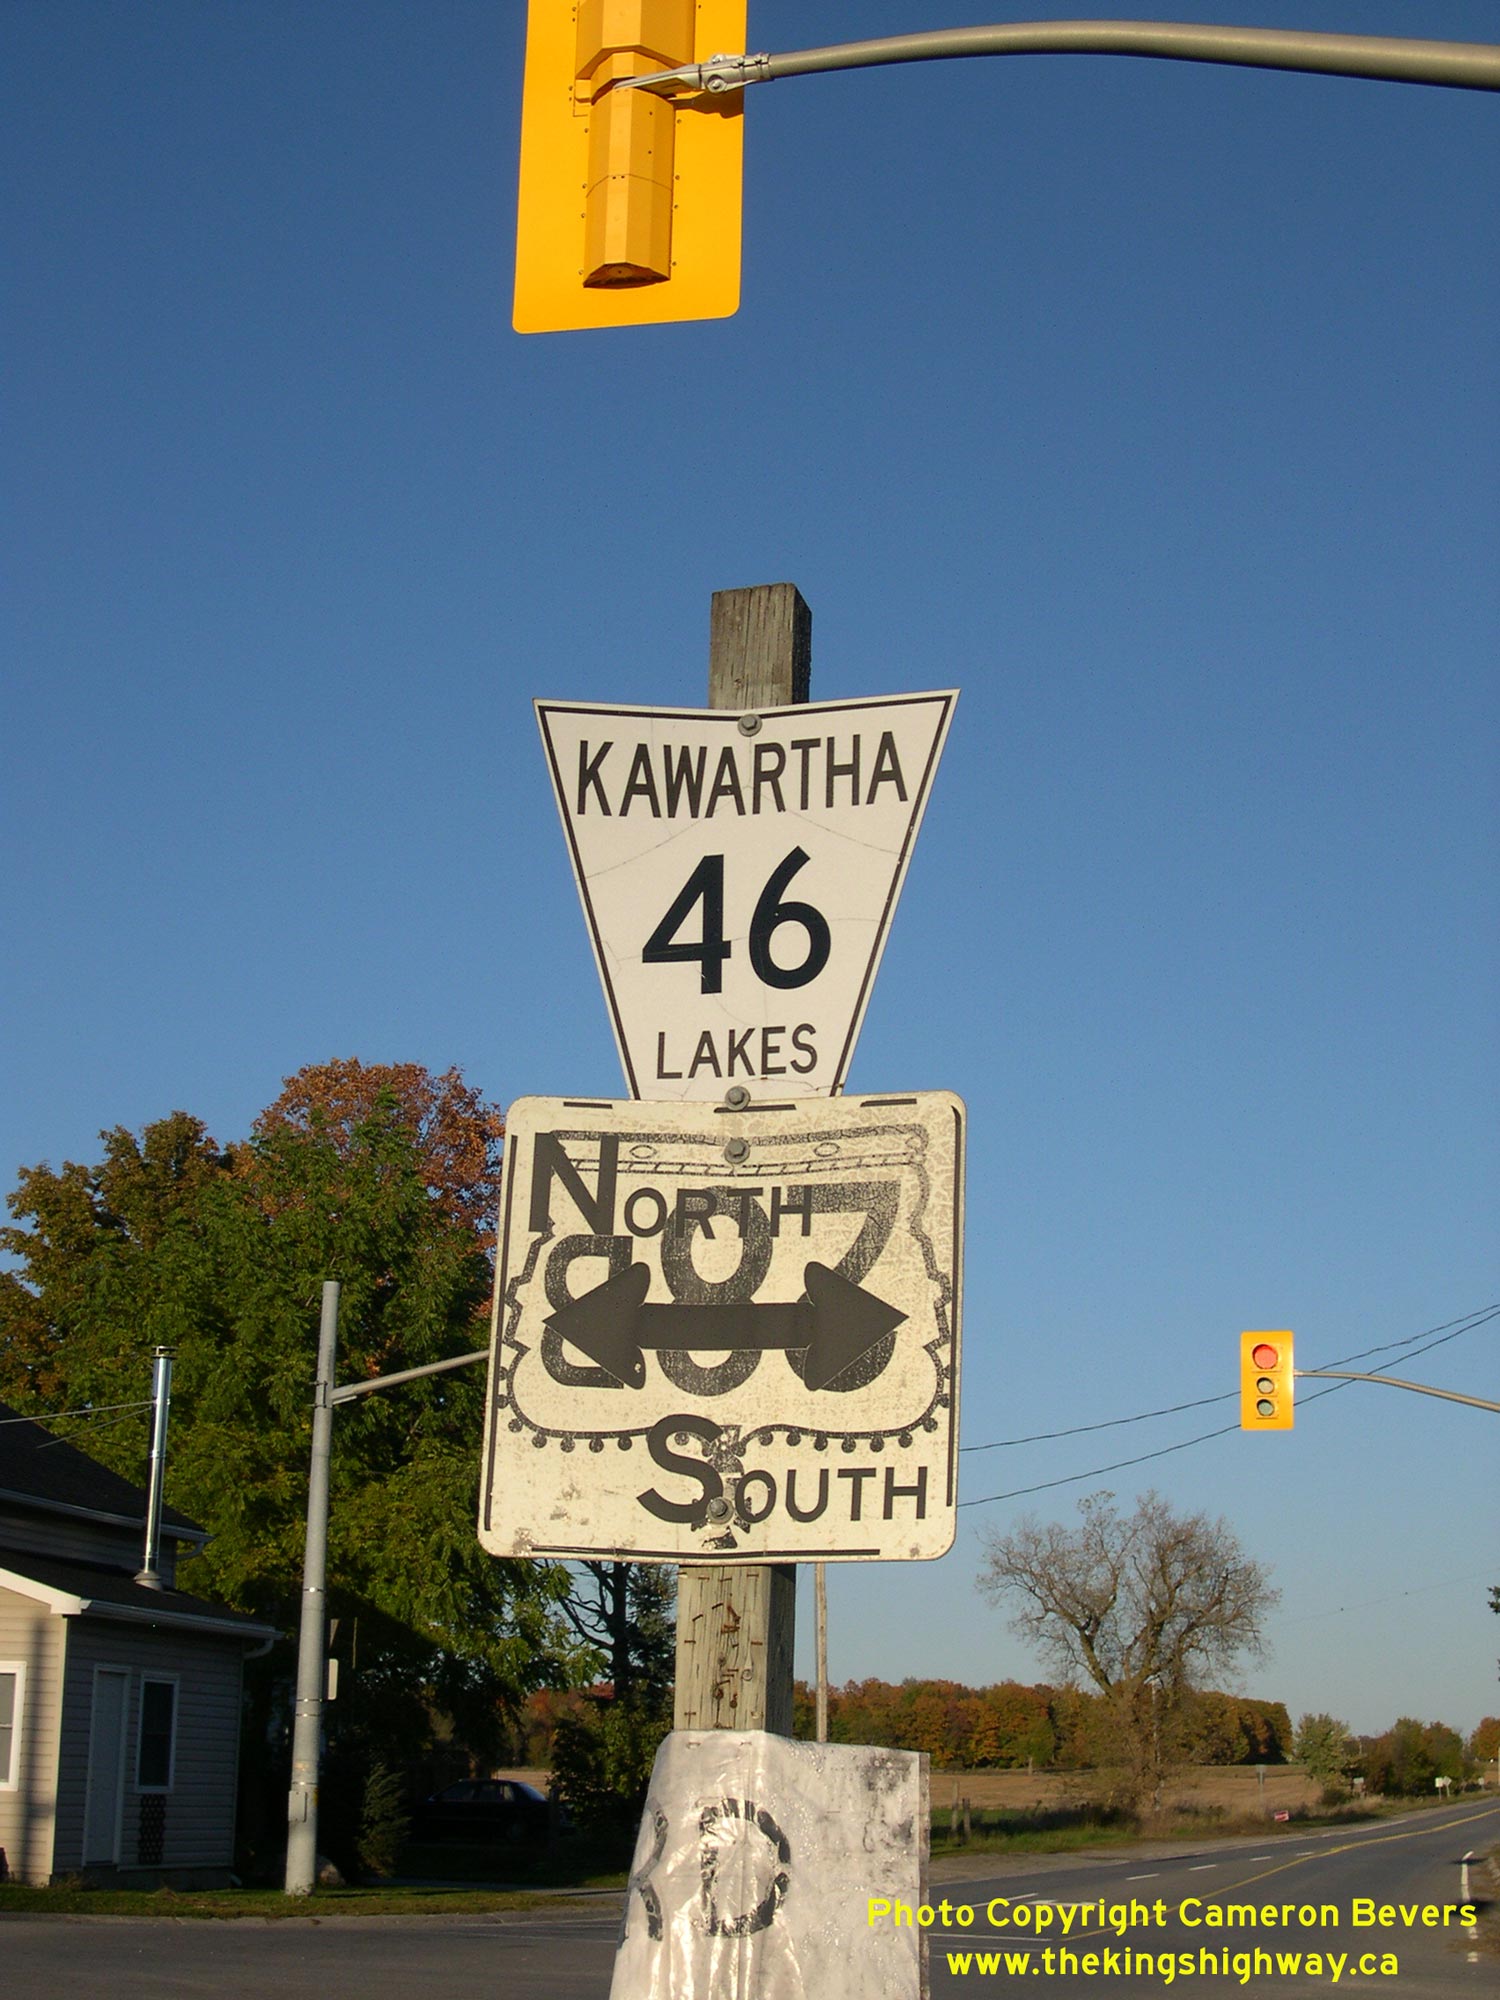 KAWARTHA
46
LAKES
NORTH
SOUTH
D
Photo Copyright Cameron Bevers
www.thekingshighway.ca